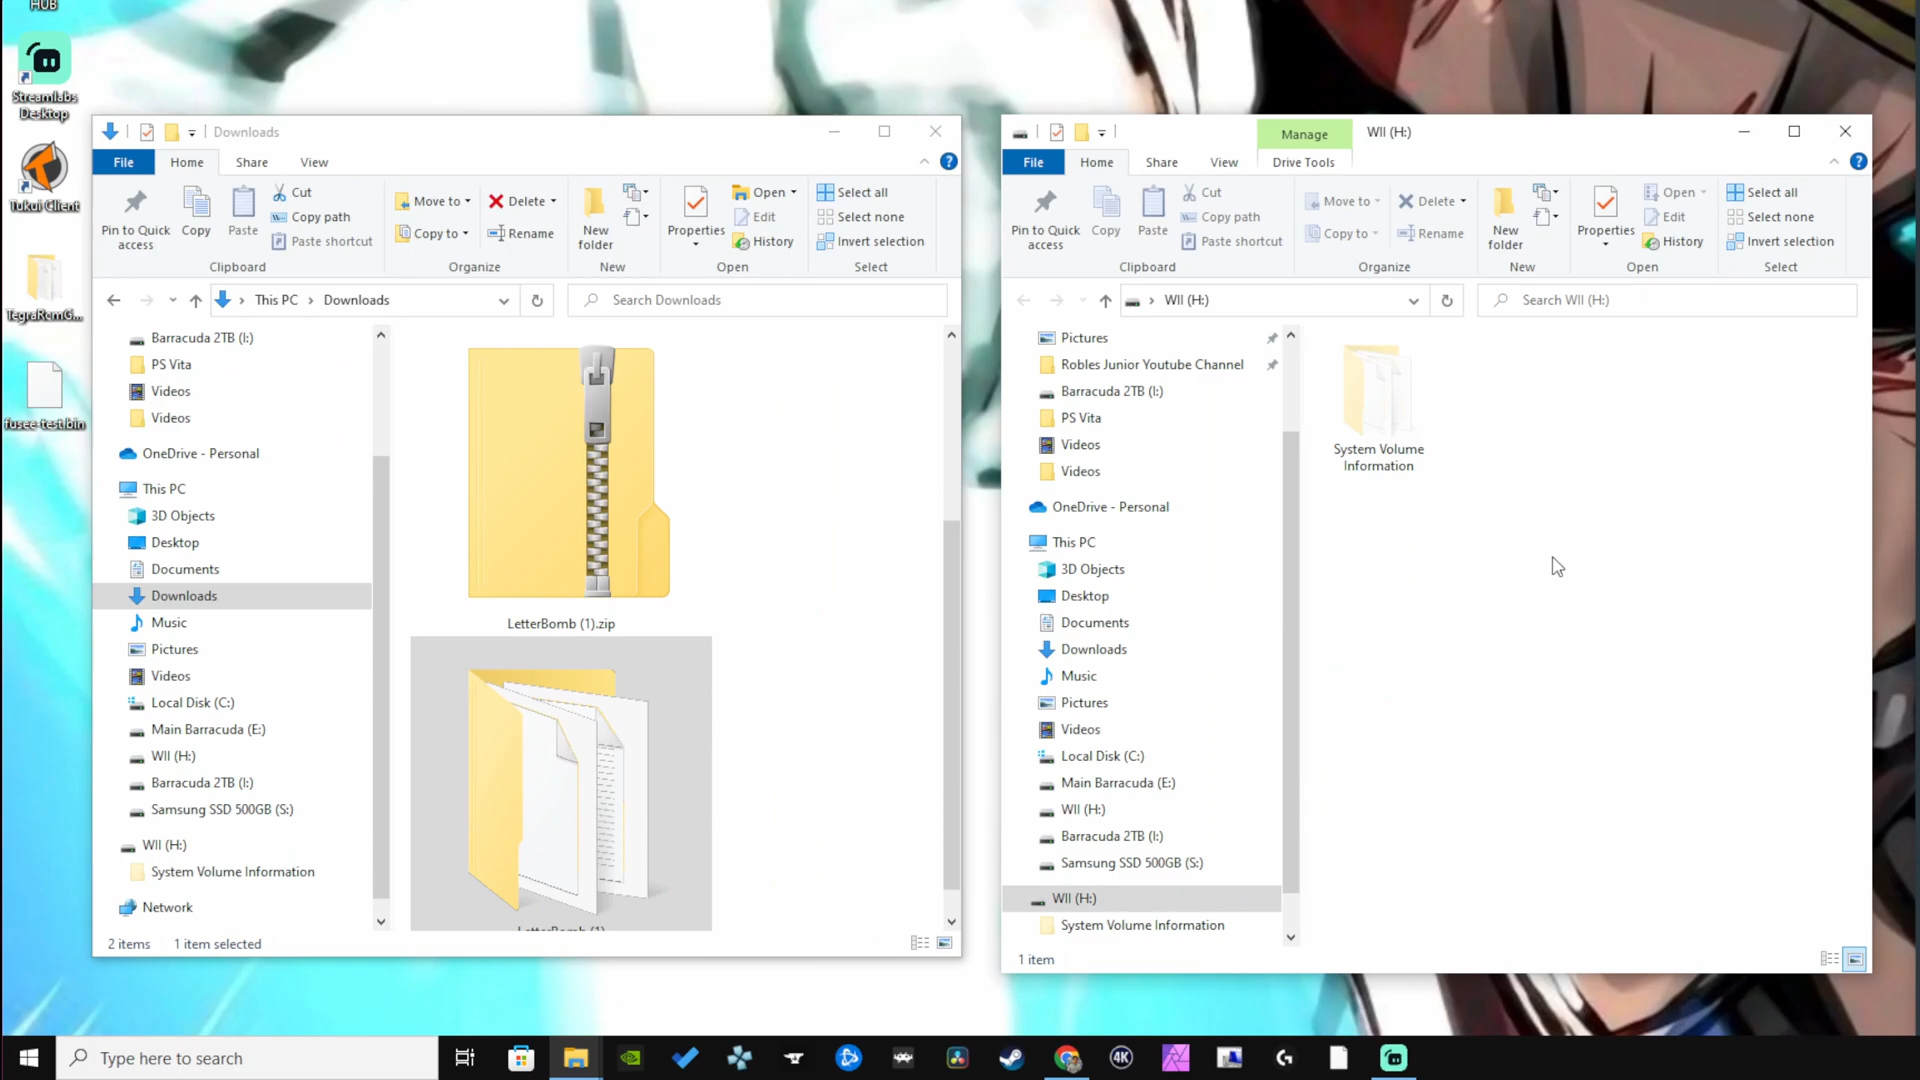 HUB
Streamlabs
Desktop
Tukui Client
TegraRcmG...
fusee-test.bin
Downloads
File
Home
Share
View
Pin to Quick
access
Copy
Paste
Cut
Copy path
Paste shortcut
Clipboard
Move to
Copy to
Delete
Rename
Organize
New
folder
New
Properties
Open
Edit
History
Open
Select all
Select none
Invert selection
Select
This PC > Downloads
Search Downloads
Barracuda 2TB (I:)
PS Vita
Videos
Videos
OneDrive - Personal
This PC
3D Objects
Desktop
Documents
Downloads
Music
Pictures
Videos
Local Disk (C:)
Main Barracuda (E:)
WII (H:)
Barracuda 2TB (I:)
Samsung SSD 500GB (S:)
WII (H:)
System Volume Information
Network
LetterBomb (1).zip
LetterBomb (1)
2 items
1 item selected
Manage
WII (H:)
File
Home
Share
View
Drive Tools
Pin to Quick
access
Copy
Paste
Cut
Copy path
Paste shortcut
Clipboard
Move to
Copy to
Delete
Rename
Organize
New
folder
New
Properties
Open
Edit
History
Open
Select all
Select none
Invert selection
Select
WII (H:)
Search WII (H:)
Pictures
Robles Junior Youtube Channel
Barracuda 2TB (I:)
PS Vita
Videos
Videos
OneDrive - Personal
This PC
3D Objects
Desktop
Documents
Downloads
Music
Pictures
Videos
Local Disk (C:)
Main Barracuda (E:)
WII (H:)
Barracuda 2TB (I:)
Samsung SSD 500GB (S:)
WII (H:)
System Volume Information
System Volume
Information
1 item
Type here to search
4K